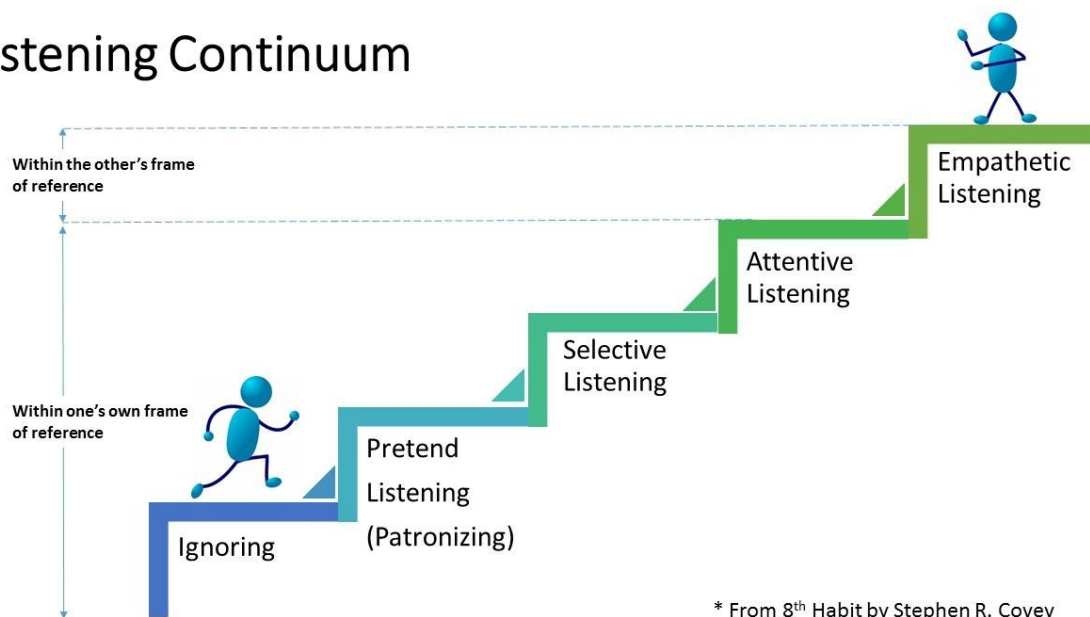 stening Continuum
Within the other's frame
of reference
Empathetic
Listening
Attentive
Listening
Selective
Listening
Within one's own frame
of reference
Pretend
Listening
(Patronizing)
Ignoring
* From 8th Habit by Stephen R. Covey